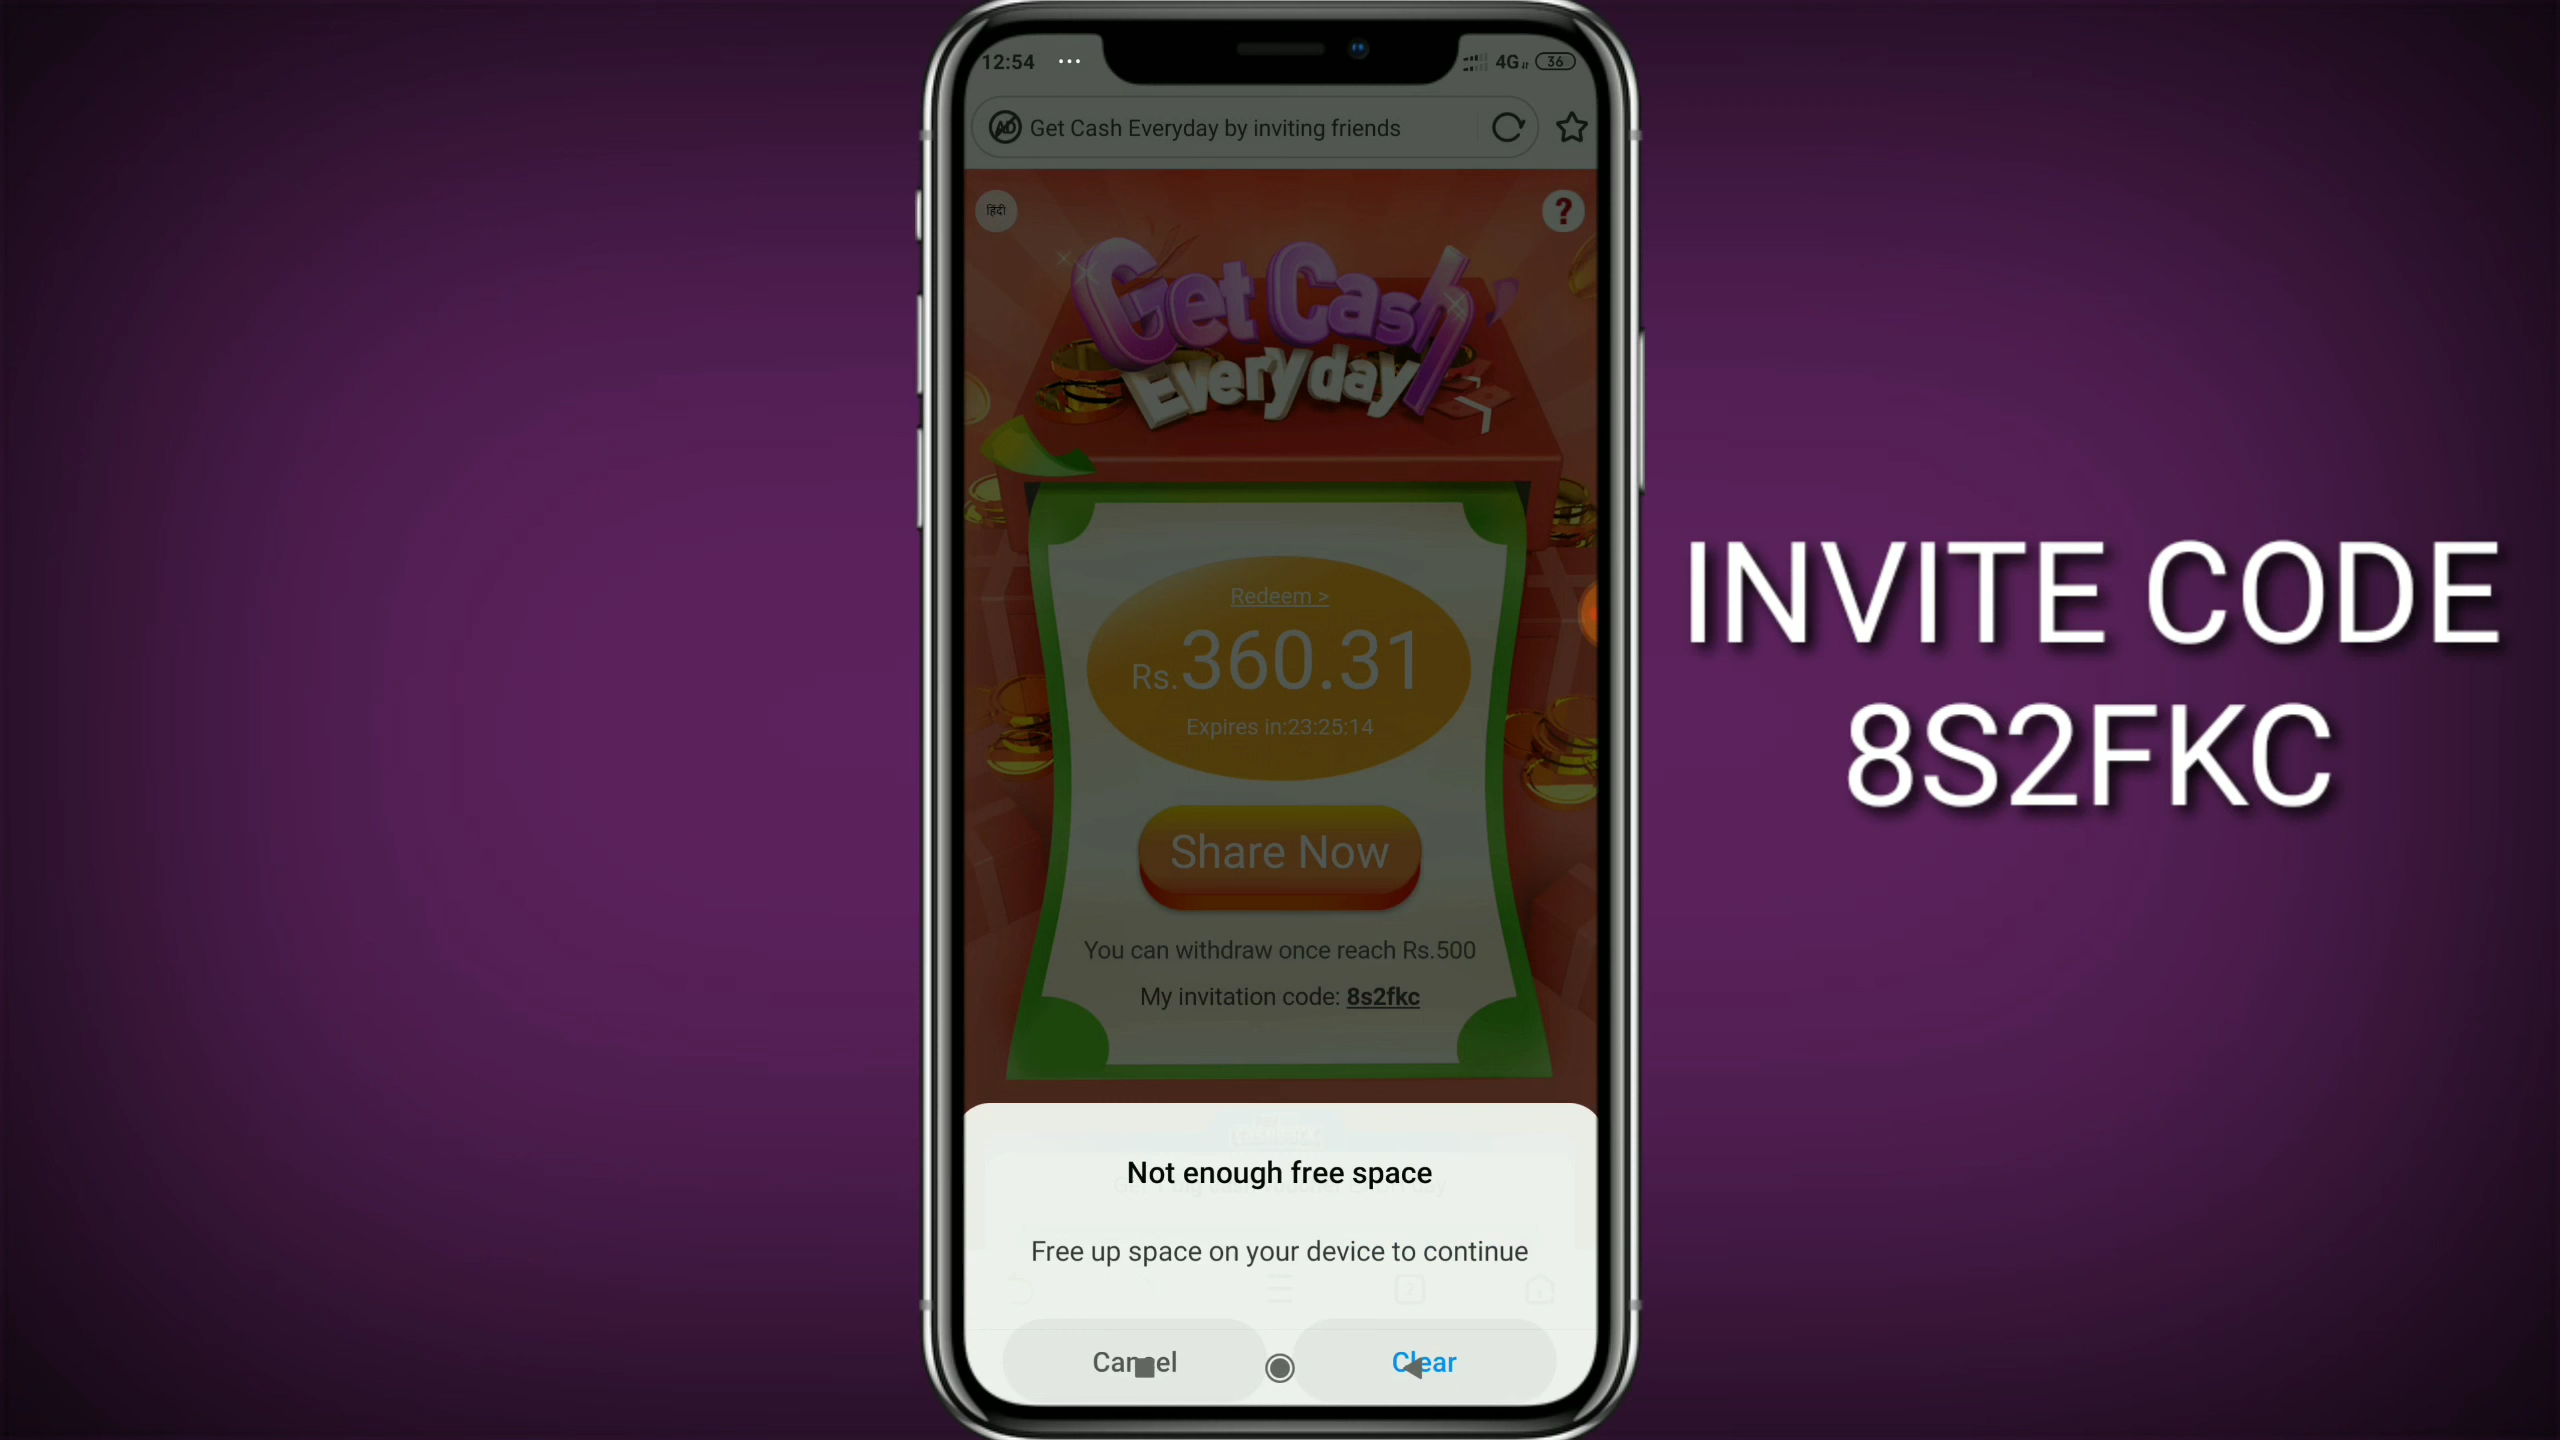 12:54 ... 4G 36
AD Get Cash Everyday by inviting friends
हिंदी ?
Get Cash
Everyday
Redeem >
Rs.360.31
Expires in:23:25:14
Share Now
You can withdraw once reach Rs.500
My invitation code: 8s2fkc
Not enough free space
Free up space on your device to continue
Cancel Clear
INVITE CODE
8S2FKC